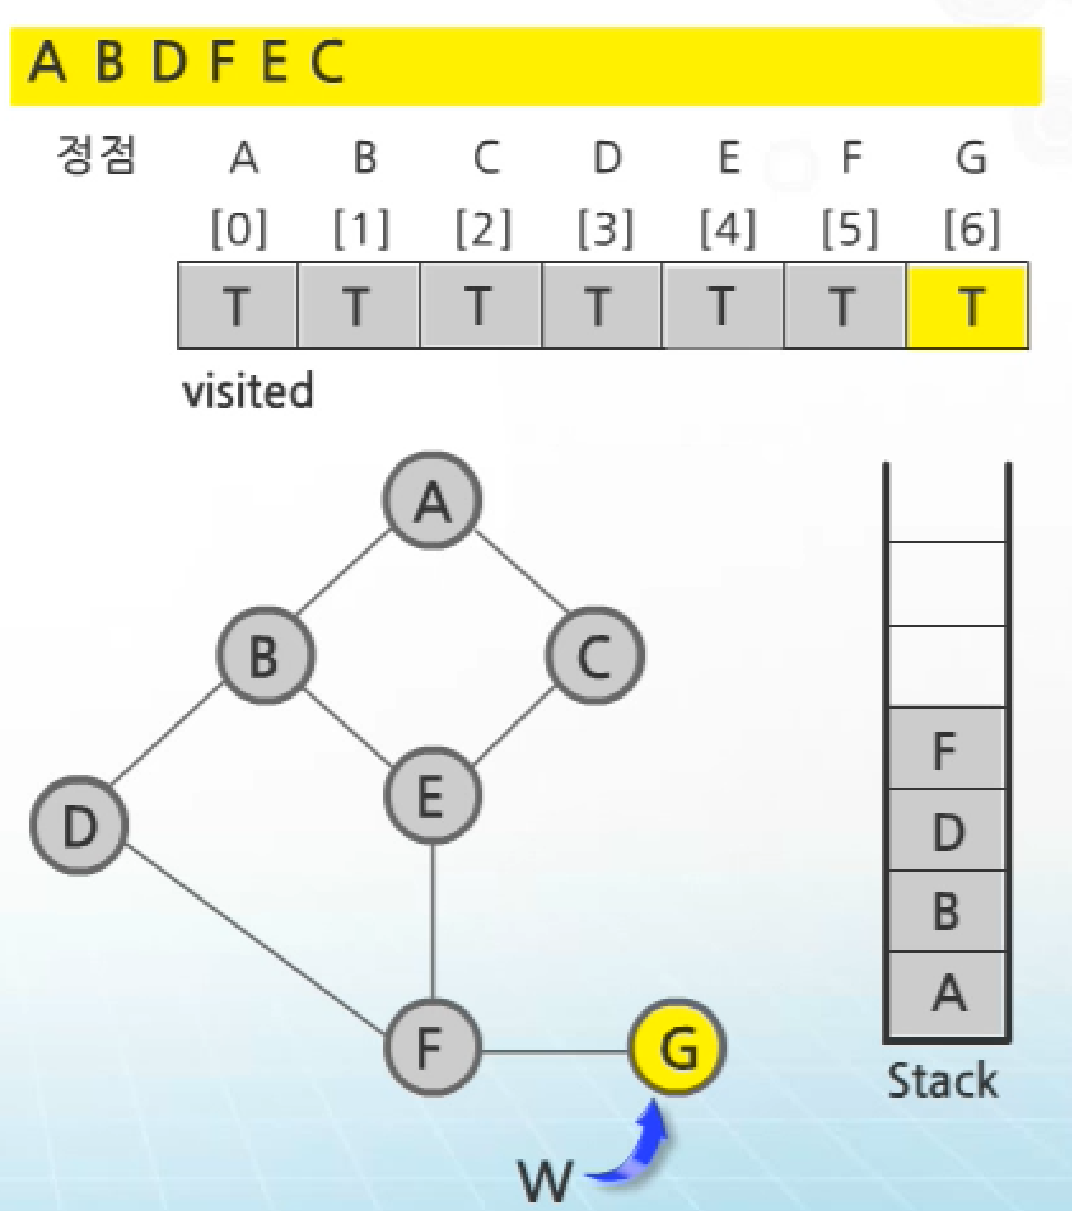 A B D F E C
정점 A B C D E F G
[0] [1] [2] [3] [4] [5] [6]
T T T T T T T
visited
A
B C
E
D
F G
W
F
D
B
A
Stack